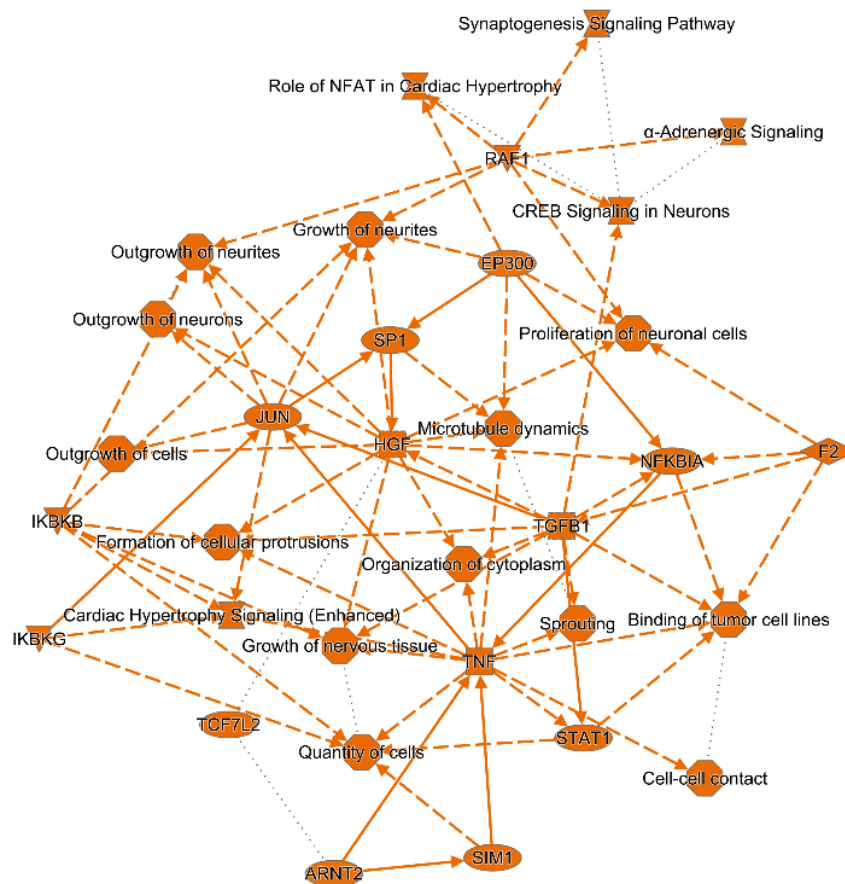 Synaptogenesis Signaling Pathway
Role of NFAT in Cardiac Hypertrophy
α-Adrenergic Signaling
RAF1
CREB Signaling in Neurons
Growth of neurites
Outgrowth of neurites
EP300
Outgrowth of neurons
Proliferation of neuronal cells
SP1
JUN
Microtubule dynamics
HGF
Outgrowth of cells
NFKBIA
F2
IKBKB
TGFB1
Formation of cellular protrusions
Organization of cytoplasm
Cardiac Hypertrophy Signaling (Enhanced)
Sprouting
Binding of tumor cell lines
IKBKG
Growth of nervous tissue
TNF
TCF7L2
STAT1
Quantity of cells
Cell-cell contact
SIM1
ARNT2